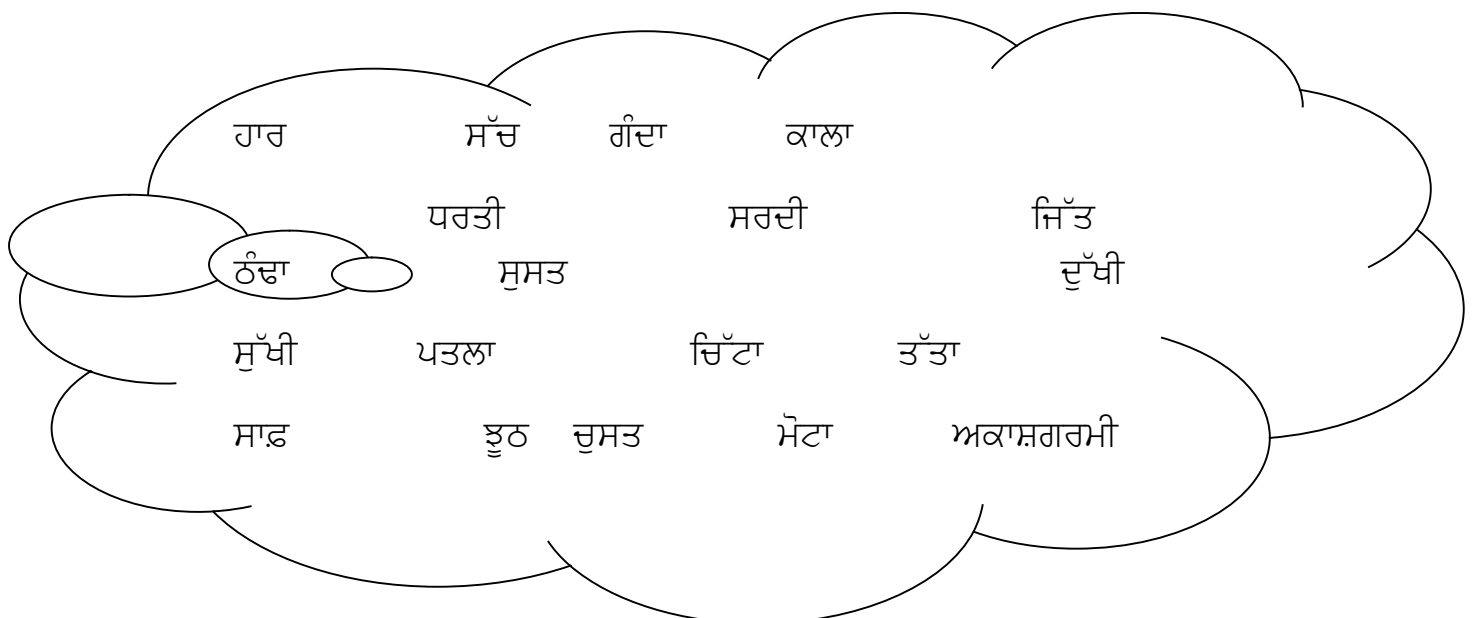 ਹਾਰ ਸੱਚ ਗੰਦਾ ਕਾਲਾ
ਧਰਤੀ ਸਰਦੀ ਜਿੱਤ
ਠੰਢਾ ਸੁਸਤ ਦੁੱਖੀ
ਸੁੱਖੀ ਪਤਲਾ ਚਿੱਟਾ ਤੱਤਾ
ਸਾਫ਼ ਝੂਠ ਚੁਸਤ ਮੋਟਾ ਅਕਾਸ਼ਗਰਮੀ